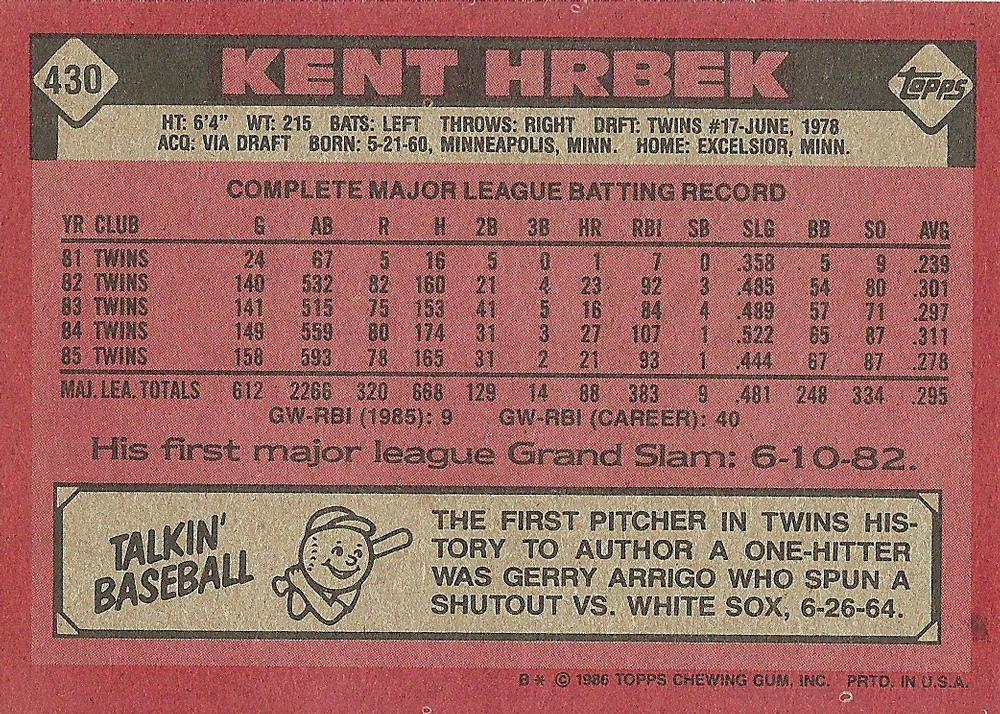 430 KENT HRBEK topps
HT: 6'4" WT: 215 BATS: LEFT THROWS: RIGHT DRFT: TWINS #17-JUNE, 1978
ACQ: VIA DRAFT BORN: 5-21-60, MINNEAPOLIS, MINN. HOME: EXCELSIOR, MINN.
COMPLETE MAJOR LEAGUE BATTING RECORD
YR CLUB G AB R H 2B 3B HR RBI SB SLG BB SO AVG
81 TWINS 24 67 5 16 5 0 1 7 0 .358 5 9 .239
82 TWINS 140 532 82 160 21 4 23 92 3 .485 54 80 .301
83 TWINS 141 515 75 153 41 5 16 84 4 .489 57 71 .297
84 TWINS 149 559 80 174 31 3 27 107 1 .522 65 87 .311
85 TWINS 158 593 78 165 31 2 21 93 1 .444 67 87 .278
MAJ. LEA. TOTALS 612 2266 320 668 129 14 88 383 9 .481 248 334 .295
GW-RBI (1985): 9 GW-RBI (CAREER): 40
His first major league Grand Slam: 6-10-82.
TALKIN'
BASEBALL
THE FIRST PITCHER IN TWINS HIS-
TORY TO AUTHOR A ONE-HITTER
WAS GERRY ARRIGO WHO SPUN A
SHUTOUT VS. WHITE SOX, 6-26-64.
B* © 1986 TOPPS CHEWING GUM, INC. PRTD. IN U.S.A.